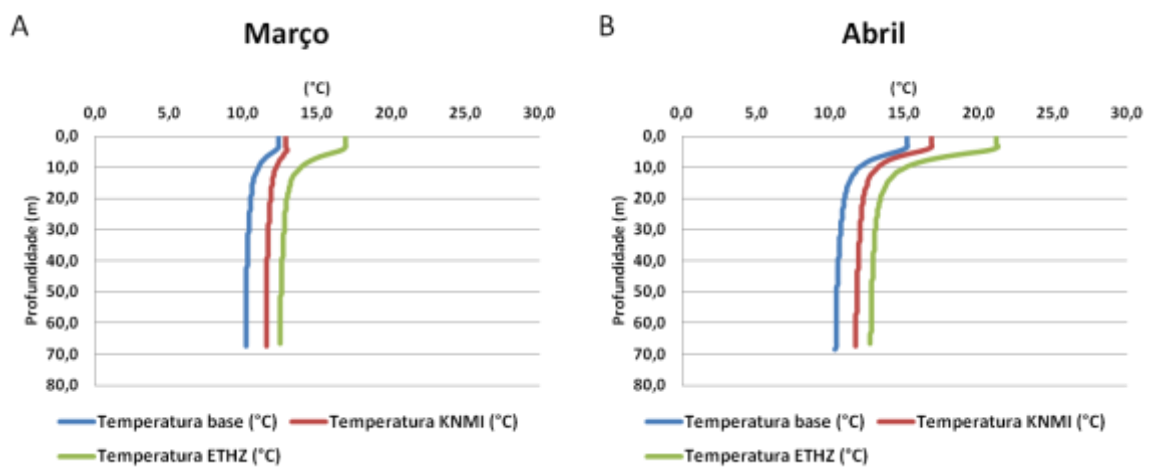 A
Março
(°C)
0,0 5,0 10,0 15,0 20,0 25,0 30,0
0,0
10,0
20,0
30,0
40,0
50,0
60,0
70,0
80,0
Profundidade (m)
Temperatura base (°C) Temperatura KNMI (°C)
Temperatura ETHZ (°C)
B
Abril
(°C)
0,0 5,0 10,0 15,0 20,0 25,0 30,0
0,0
10,0
20,0
30,0
40,0
50,0
60,0
70,0
80,0
Profundidade (m)
Temperatura base (°C) Temperatura KNMI (°C)
Temperatura ETHZ (°C)